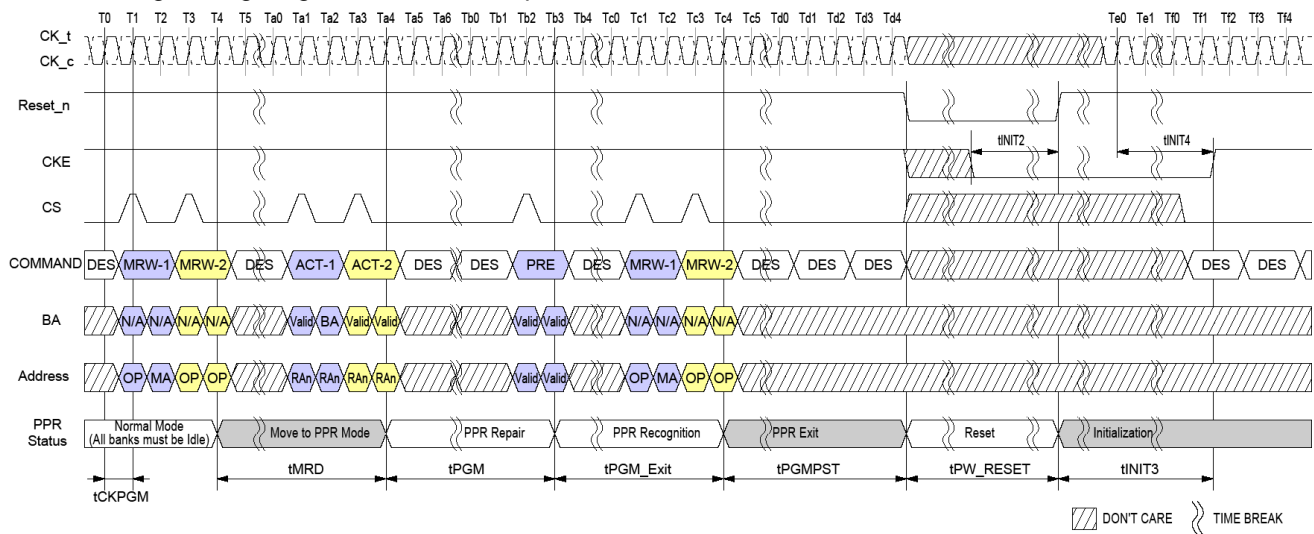 T0 T1 T2 T3 T4 T5 Ta0 Ta1 Ta2 Ta3 Ta4 Ta5 Ta6 Tb0 Tb1 Tb2 Tb3 Tb4 Tc0 Tc1 Tc2 Tc3 Tc4 Tc5 Td0 Td1 Td2 Td3 Td4 Te0 Te1 Tf0 Tf1 Tf2 Tf3 Tf4
CK_t
CK_c
Reset_n
tINIT2 tINIT4
CKE
CS
COMMAND DES MRW-1 MRW-2 DES ACT-1 ACT-2 DES DES PRE DES MRW-1 MRW-2 DES DES DES DES DES
BA N/A N/A N/A N/A Valid BA Valid Valid Valid Valid N/A N/A N/A N/A
Address OP MA OP OP RAn RAn RAn RAn Valid Valid OP MA OP OP
PPR Status
Normal Mode
(All banks must be Idle)
Move to PPR Mode PPR Repair PPR Recognition PPR Exit Reset Initialization
tMRD tPGM tPGM_Exit tPGMPST tPW_RESET tINIT3
tCKPGM
DON'T CARE TIME BREAK